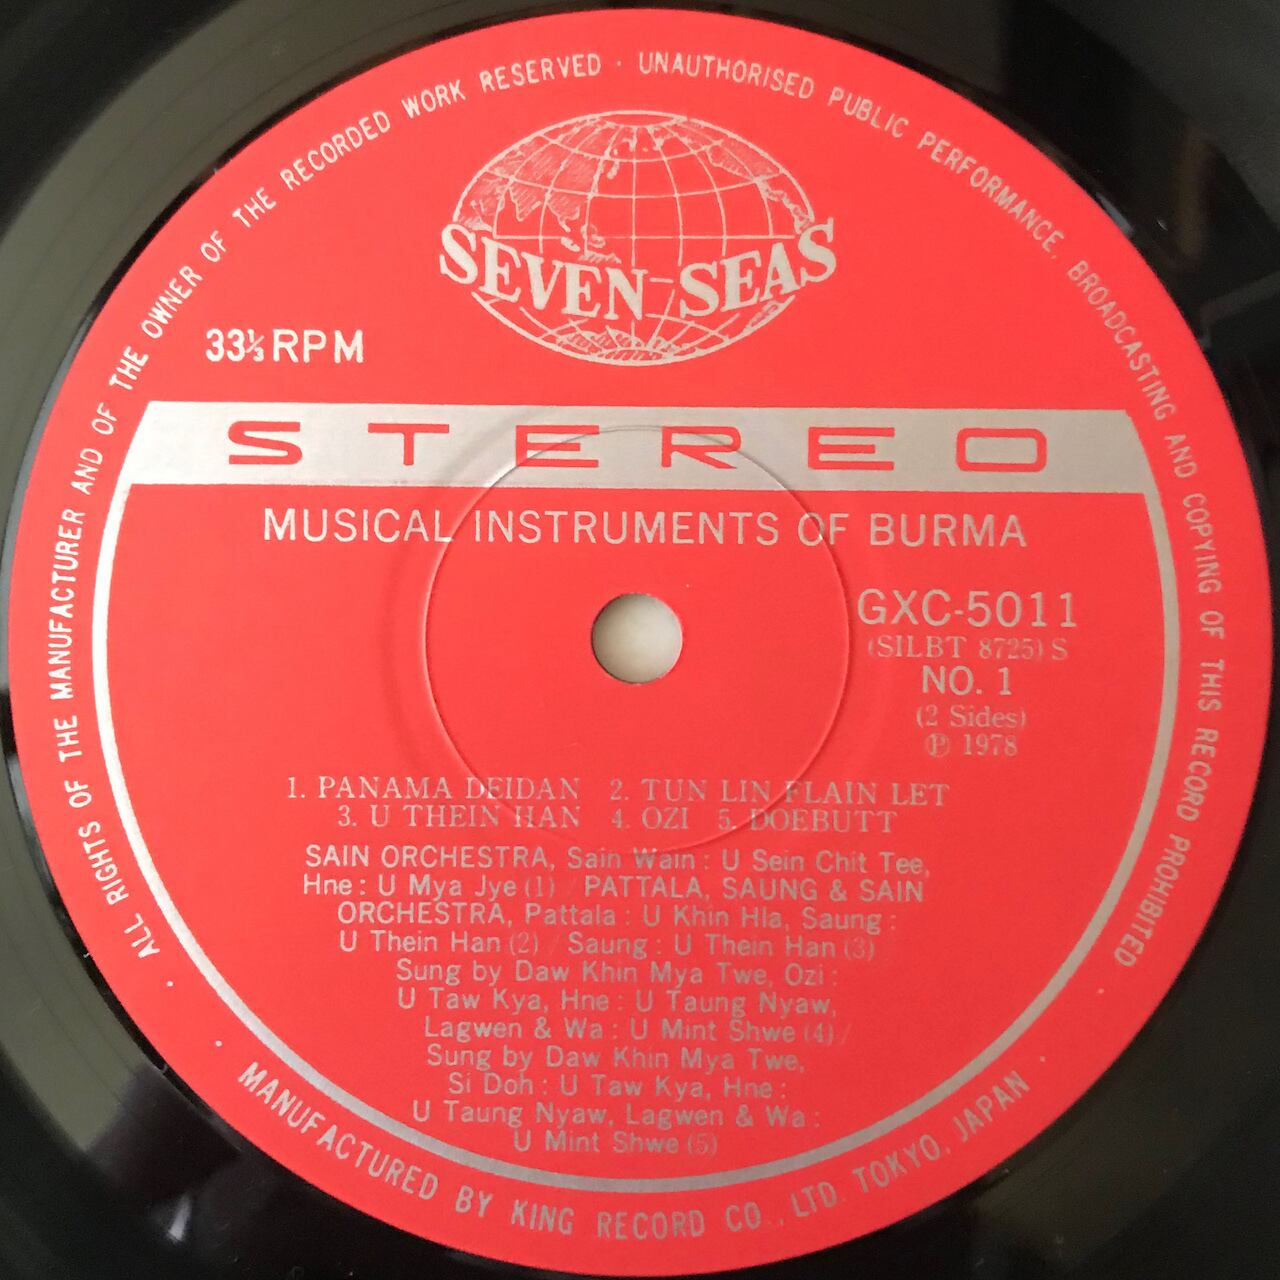 ALL RIGHTS OF THE MANUFACTURER AND OF THE OWNER OF THE RECORDED WORK RESERVED · UNAUTHORISED PUBLIC PERFORMANCE, BROADCASTING AND COPYING OF THIS RECORD PROHIBITED
SEVEN SEAS
33⅓ RPM
STEREO
MUSICAL INSTRUMENTS OF BURMA
GXC-5011
(SILBT 8725) S
NO. 1
(2 Sides)
Ⓟ 1978
1. PANAMA DEIDAN 2. TUN LIN FLAIN LET
3. U THEIN HAN 4. OZI 5. DOEBUTT
SAIN ORCHESTRA, Sain Wain : U Sein Chit Tee,
Hne : U Mya Jye (1) / PATTALA, SAUNG & SAIN
ORCHESTRA, Pattala : U Khin Hla, Saung :
U Thein Han (2) / Saung : U Thein Han (3)
Sung by Daw Khin Mya Twe, Ozi :
U Taw Kya, Hne : U Taung Nyaw,
Lagwen & Wa : U Mint Shwe (4) /
Sung by Daw Khin Mya Twe,
Si Doh : U Taw Kya, Hne :
U Taung Nyaw, Lagwen & Wa :
U Mint Shwe (5)
· MANUFACTURED BY KING RECORD CO., LTD. TOKYO, JAPAN ·